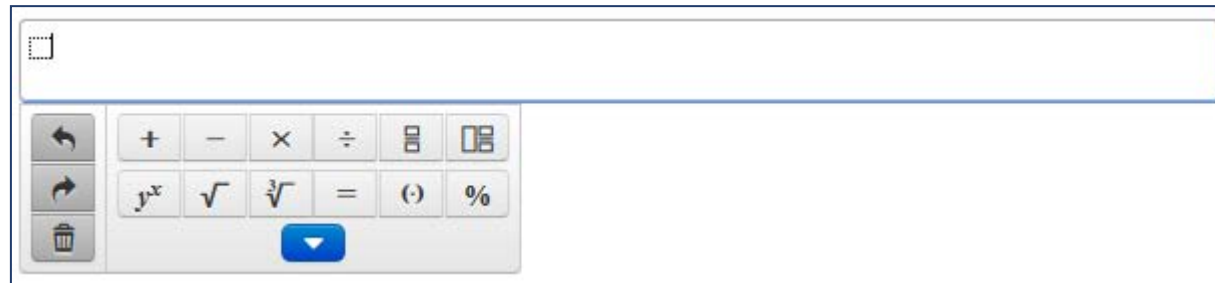 + − × ÷
yˣ √ ∛ = (·) %